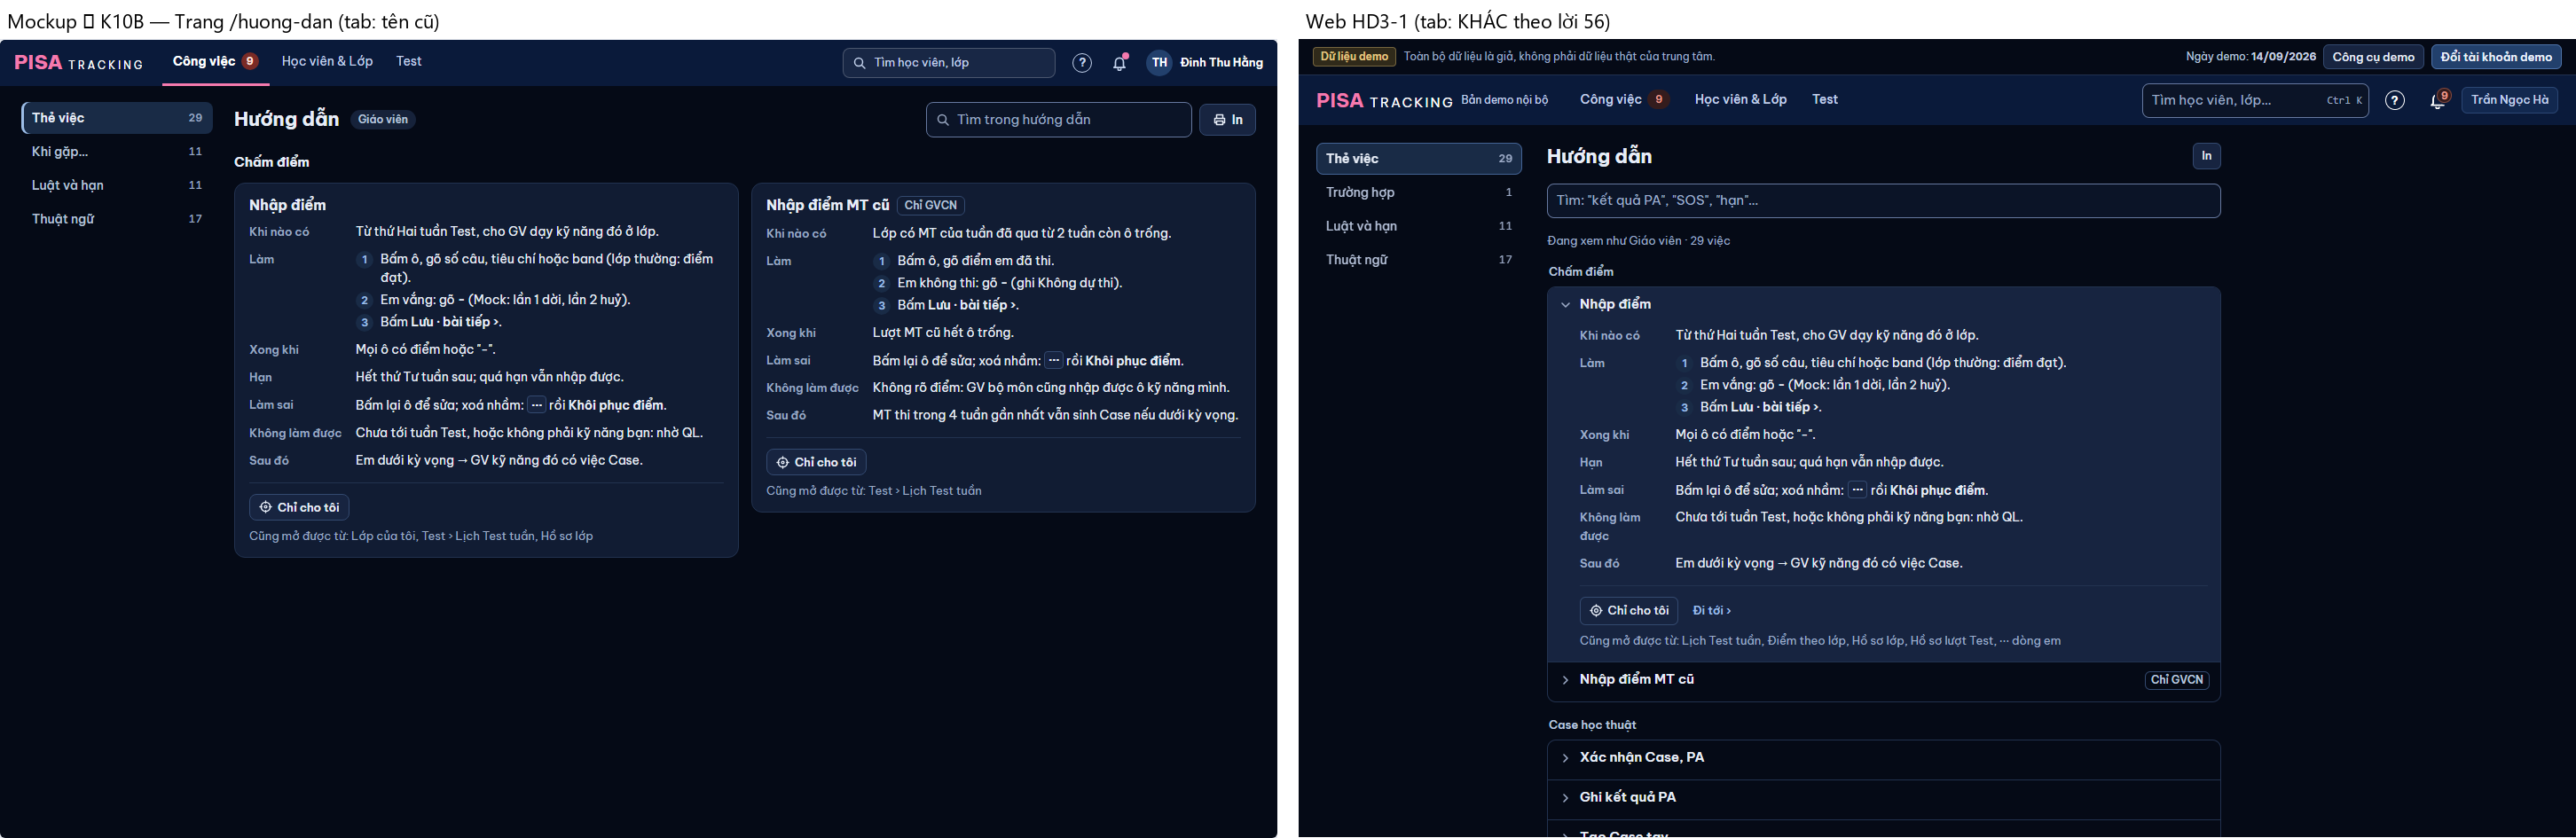 Mockup K10B — Trang /huong-dan (tab: tên cũ)
PISA TRACKING
Công việc 9
Học viên & Lớp
Test
Tìm học viên, lớp
?
TH
Đinh Thu Hằng
Thẻ việc 29
Khi gặp... 11
Luật và hạn 11
Thuật ngữ 17
Hướng dẫn
Giáo viên
Tìm trong hướng dẫn
In
Chấm điểm
Nhập điểm
Khi nào có Từ thứ Hai tuần Test, cho GV dạy kỹ năng đó ở lớp.
Làm 1 Bấm ô, gõ số câu, tiêu chí hoặc band (lớp thường: điểm
đạt).
2 Em vắng: gõ - (Mock: lần 1 dời, lần 2 huỷ).
3 Bấm Lưu · bài tiếp ›.
Xong khi Mọi ô có điểm hoặc "-".
Hạn Hết thứ Tư tuần sau; quá hạn vẫn nhập được.
Làm sai Bấm lại ô để sửa; xoá nhầm: ··· rồi Khôi phục điểm.
Không làm được Chưa tới tuần Test, hoặc không phải kỹ năng bạn: nhờ QL.
Sau đó Em dưới kỳ vọng → GV kỹ năng đó có việc Case.
Chỉ cho tôi
Cũng mở được từ: Lớp của tôi, Test › Lịch Test tuần, Hồ sơ lớp
Nhập điểm MT cũ Chỉ GVCN
Khi nào có Lớp có MT của tuần đã qua từ 2 tuần còn ô trống.
Làm 1 Bấm ô, gõ điểm em đã thi.
2 Em không thi: gõ - (ghi Không dự thi).
3 Bấm Lưu · bài tiếp ›.
Xong khi Lượt MT cũ hết ô trống.
Làm sai Bấm lại ô để sửa; xoá nhầm: ··· rồi Khôi phục điểm.
Không làm được Không rõ điểm: GV bộ môn cũng nhập được ô kỹ năng mình.
Sau đó MT thi trong 4 tuần gần nhất vẫn sinh Case nếu dưới kỳ vọng.
Chỉ cho tôi
Cũng mở được từ: Test › Lịch Test tuần
Web HD3-1 (tab: KHÁC theo lời 56)
Dữ liệu demo Toàn bộ dữ liệu là giả, không phải dữ liệu thật của trung tâm.
Ngày demo: 14/09/2026
Công cụ demo
Đổi tài khoản demo
PISA TRACKING Bản demo nội bộ
Công việc 9
Học viên & Lớp
Test
Tìm học viên, lớp... Ctrl K
?
9
Trần Ngọc Hà
Thẻ việc 29
Trường hợp 1
Luật và hạn 11
Thuật ngữ 17
Hướng dẫn
In
Tìm: "kết quả PA", "SOS", "hạn"...
Đang xem như Giáo viên · 29 việc
Chấm điểm
Nhập điểm
Khi nào có Từ thứ Hai tuần Test, cho GV dạy kỹ năng đó ở lớp.
Làm 1 Bấm ô, gõ số câu, tiêu chí hoặc band (lớp thường: điểm đạt).
2 Em vắng: gõ - (Mock: lần 1 dời, lần 2 huỷ).
3 Bấm Lưu · bài tiếp ›.
Xong khi Mọi ô có điểm hoặc "-".
Hạn Hết thứ Tư tuần sau; quá hạn vẫn nhập được.
Làm sai Bấm lại ô để sửa; xoá nhầm: ··· rồi Khôi phục điểm.
Không làm Chưa tới tuần Test, hoặc không phải kỹ năng bạn: nhờ QL.
được
Sau đó Em dưới kỳ vọng → GV kỹ năng đó có việc Case.
Chỉ cho tôi
Đi tới ›
Cũng mở được từ: Lịch Test tuần, Điểm theo lớp, Hồ sơ lớp, Hồ sơ lượt Test, ··· dòng em
Nhập điểm MT cũ
Chỉ GVCN
Case học thuật
Xác nhận Case, PA
Ghi kết quả PA
Tạo Case tay